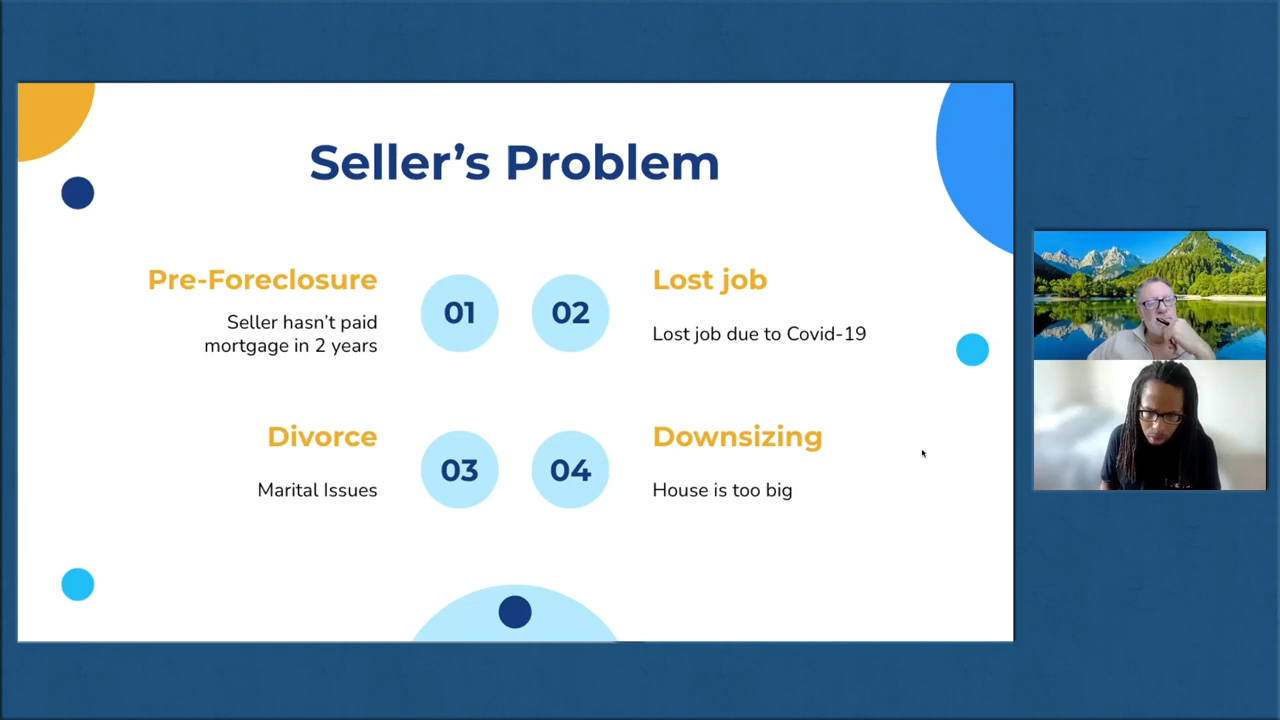 Seller’s Problem
Pre-Foreclosure
Seller hasn’t paid
mortgage in 2 years
01
02
Lost job
Lost job due to Covid-19
Divorce
Marital Issues
03
04
Downsizing
House is too big